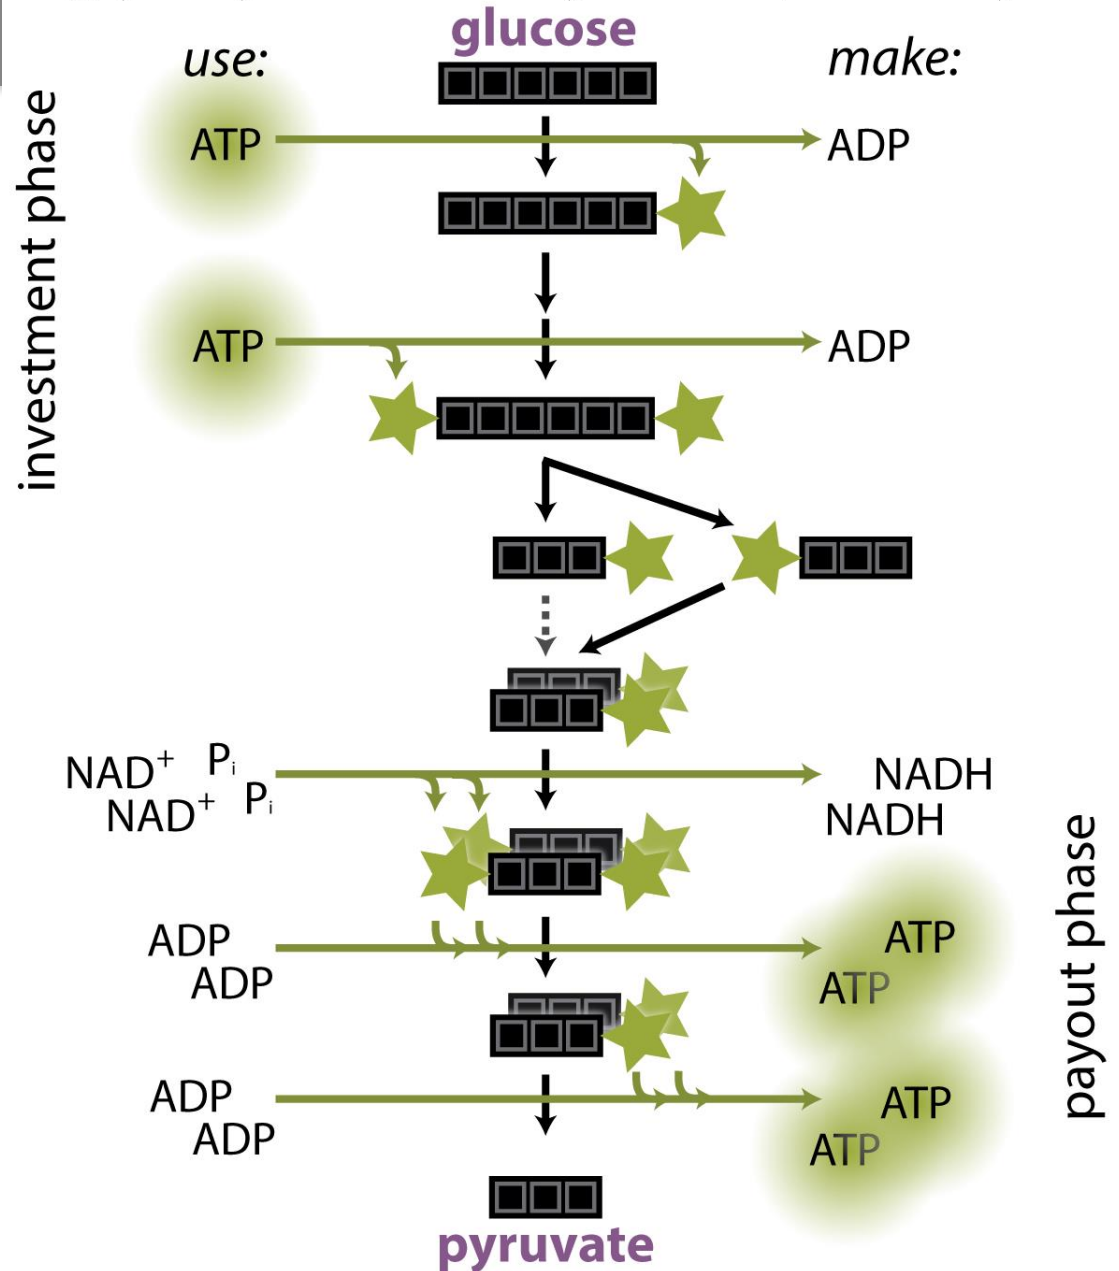 glucose
use:
make:
investment phase
ATP
ADP
ATP
ADP
NAD⁺ Pᵢ
NAD⁺ Pᵢ
NADH
NADH
ADP
ADP
ATP
ATP
payout phase
ADP
ADP
ATP
ATP
pyruvate